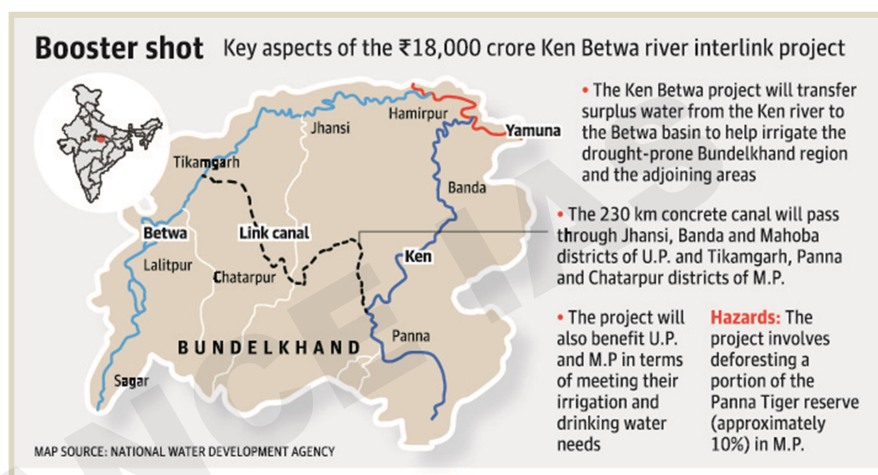 Booster shot Key aspects of the ₹18,000 crore Ken Betwa river interlink project
Hamirpur
Jhansi
Yamuna
Tikamgarh
Banda
Betwa
Link canal
Lalitpur
Ken
Chatarpur
Panna
BUNDELKHAND
Sagar
• The Ken Betwa project will transfer
surplus water from the Ken river to
the Betwa basin to help irrigate the
drought-prone Bundelkhand region
and the adjoining areas
• The 230 km concrete canal will pass
through Jhansi, Banda and Mahoba
districts of U.P. and Tikamgarh, Panna
and Chatarpur districts of M.P.
• The project will
also benefit U.P.
and M.P in terms
of meeting their
irrigation and
drinking water
needs
Hazards: The
project involves
deforesting a
portion of the
Panna Tiger reserve
(approximately
10%) in M.P.
MAP SOURCE: NATIONAL WATER DEVELOPMENT AGENCY